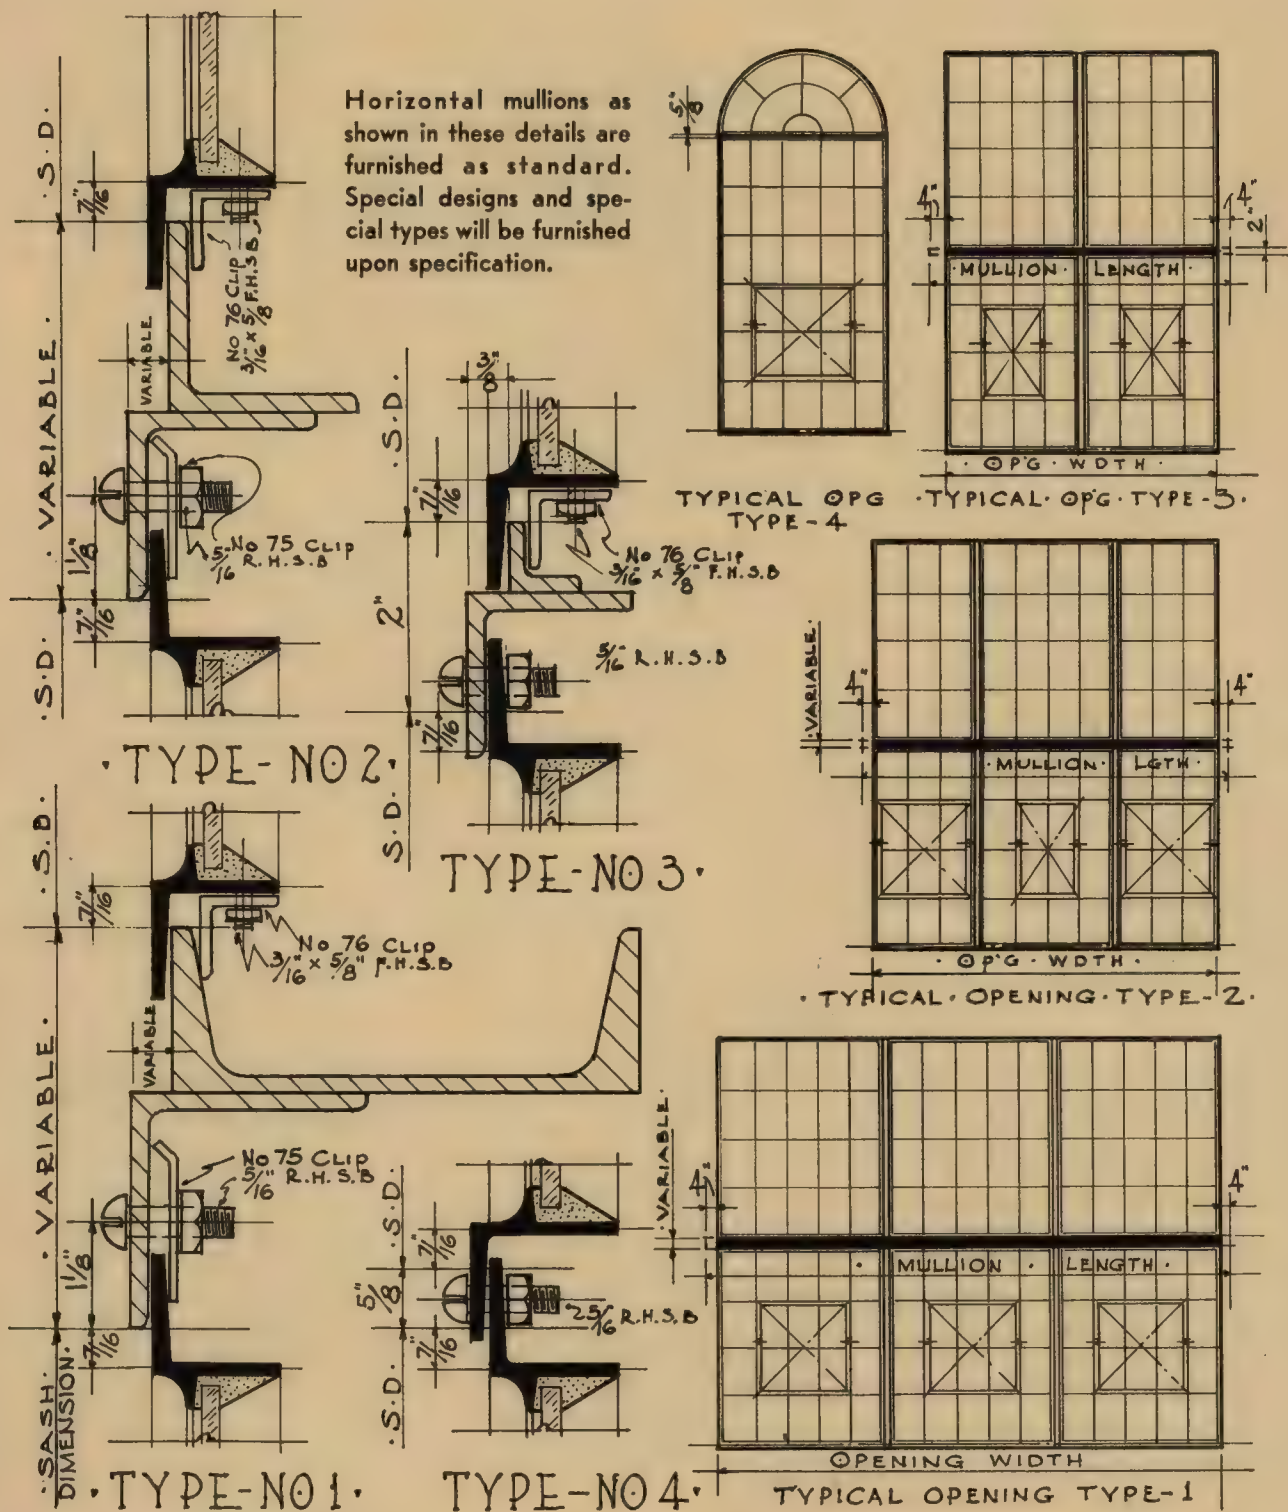 Horizontal mullions as
shown in these details are
furnished as standard.
Special designs and spe-
cial types will be furnished
upon specification.
·S.D.
7/16"
·VARIABLE·
VARIABLE
No 76 CLIP
3/16" x 5/8 F.H.S.B
1 1/8"
No 75 CLIP
5/16 R.H.S.B
7/16"
·S.D.
·TYPE-NO 2·
3/8"
·S.D.
7/16"
No 76 CLIP
3/16" x 5/8" F.H.S.B
2"
5/16" R.H.S.B
7/16"
S.D.
TYPE-NO 3·
5/8"
TYPICAL OPG
TYPE-4
4"
4"
2"
·MULLION· LENGTH·
·OP'G·WDTH·
·TYPICAL·OPG·TYPE-3·
·VARIABLE·
4"
4"
·MULLION· LGTH·
·OP'G·WDTH·
·TYPICAL·OPENING·TYPE-2·
·S.D.
7/16"
No 76 CLIP
3/16" x 5/8" F.H.S.B
·VARIABLE·
VARIABLE
No 75 CLIP
5/16" R.H.S.B
1 1/8"
7/16"
·SASH·
DIMENSION·
·TYPE-NO 1·
·S.D.
7/16"
5/8"
25/16 R.H.S.B
7/16"
·S.D.
TYPE-NO 4·
·VARIABLE·
4"
4"
·MULLION· LENGTH·
OPENING WIDTH
TYPICAL OPENING TYPE-1